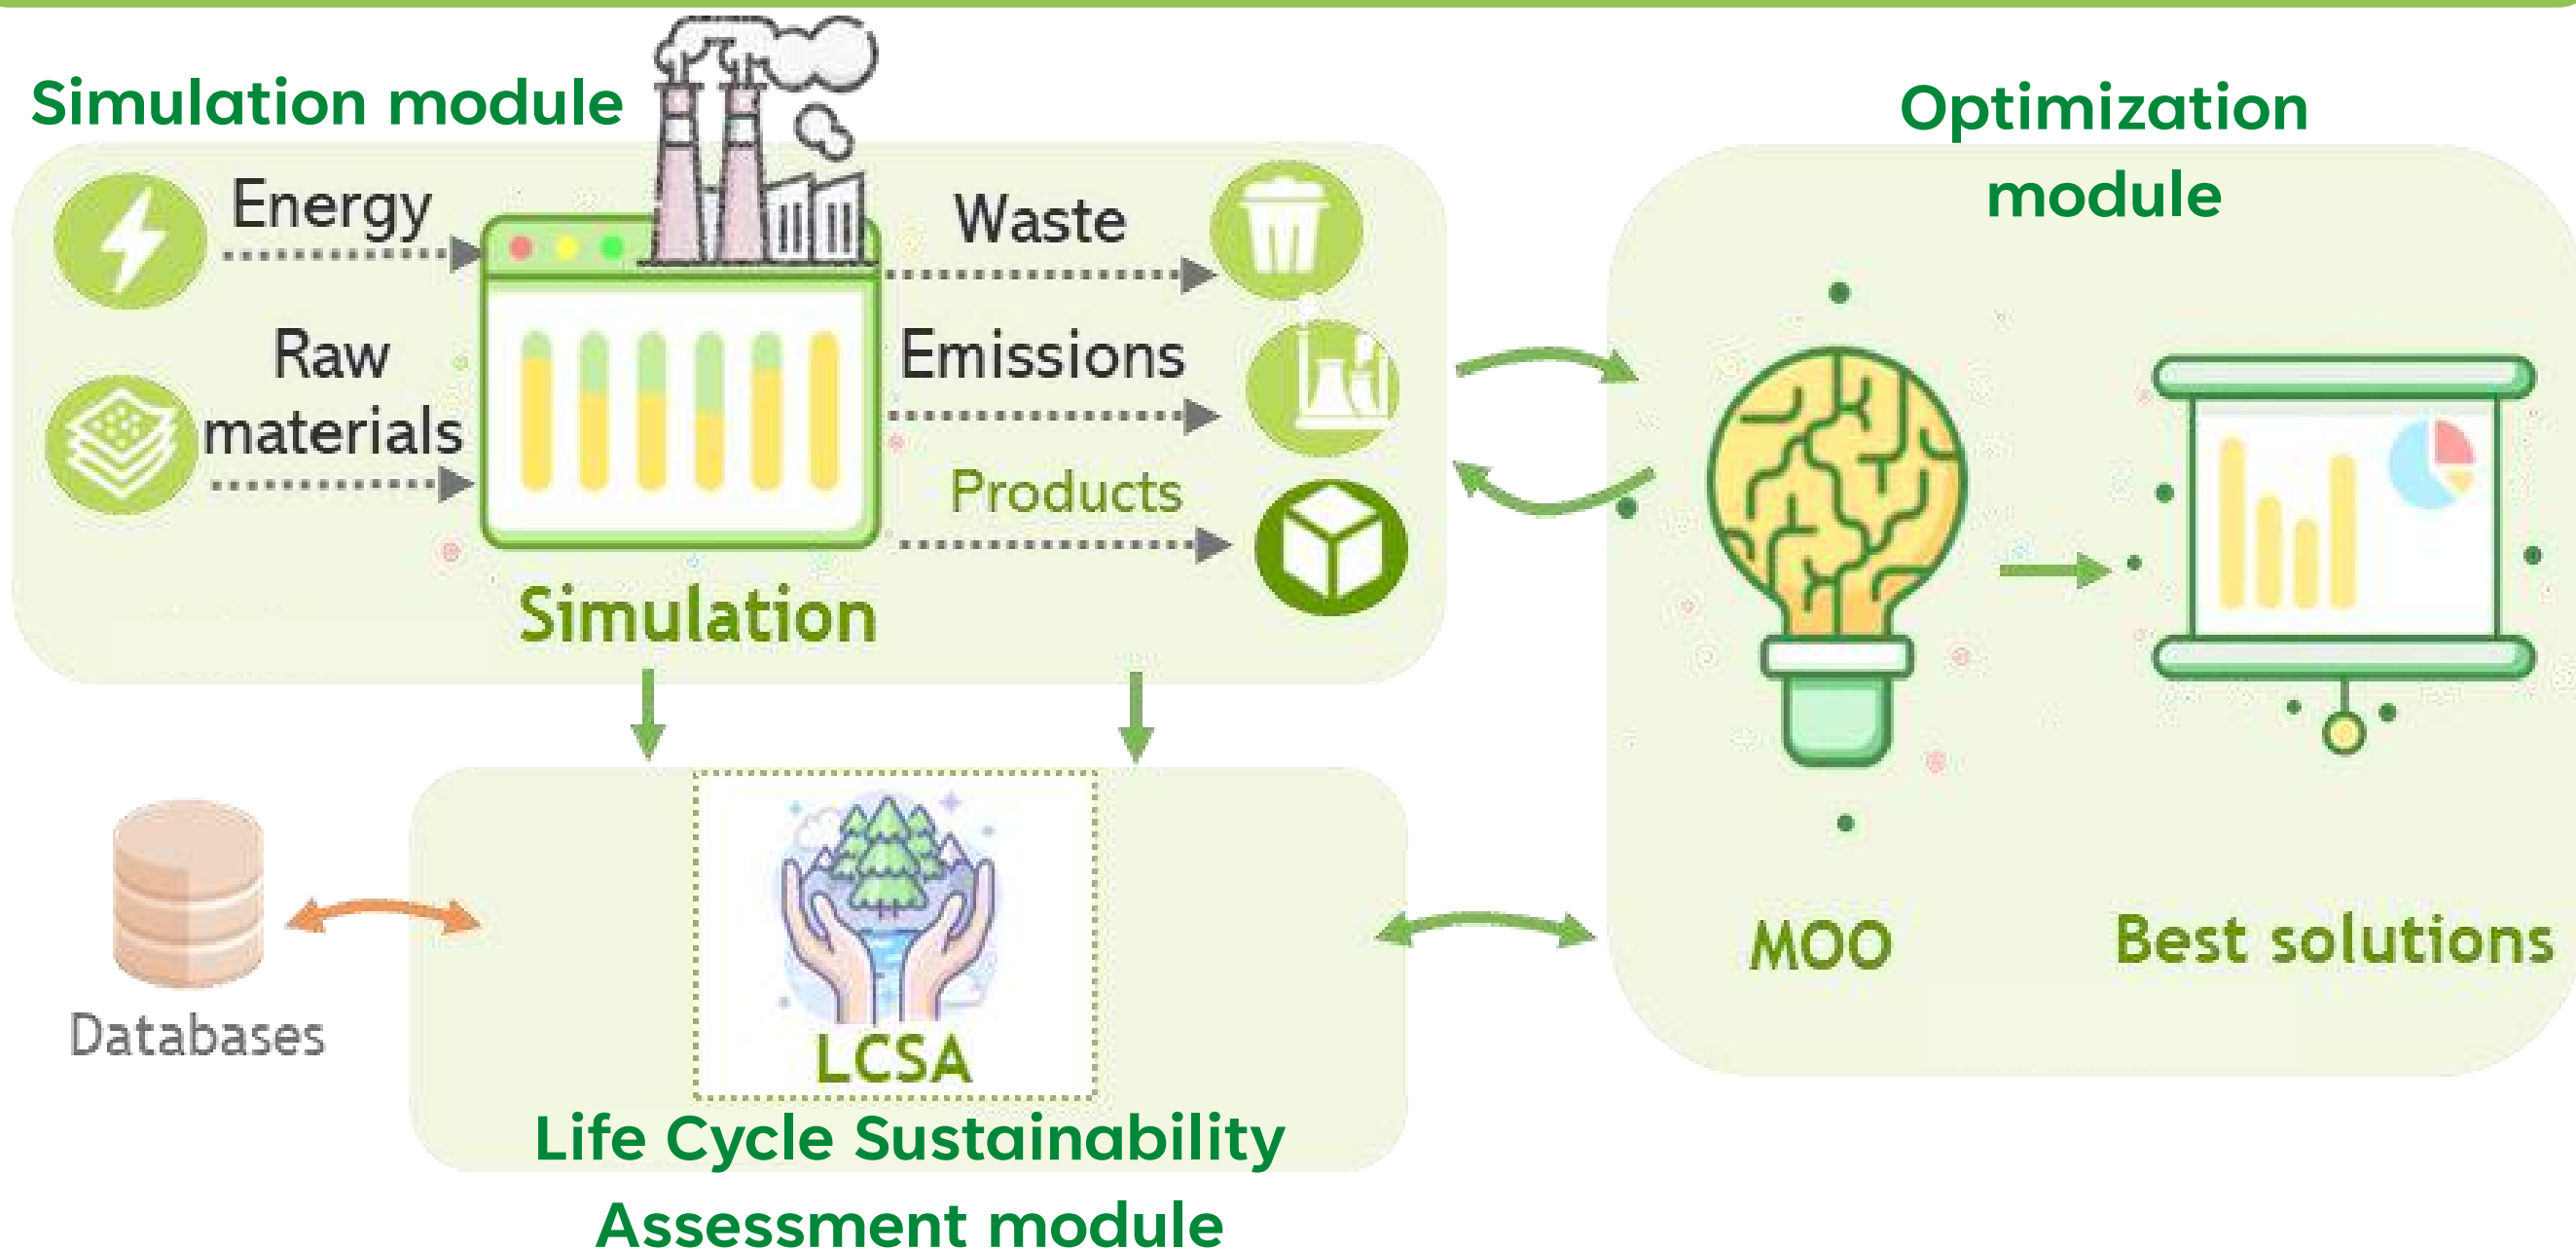 Simulation module
Energy
Raw
materials
Waste
Emissions
Products
Simulation
Optimization
module
MOO
Best solutions
Databases
LCSA
Life Cycle Sustainability
Assessment module